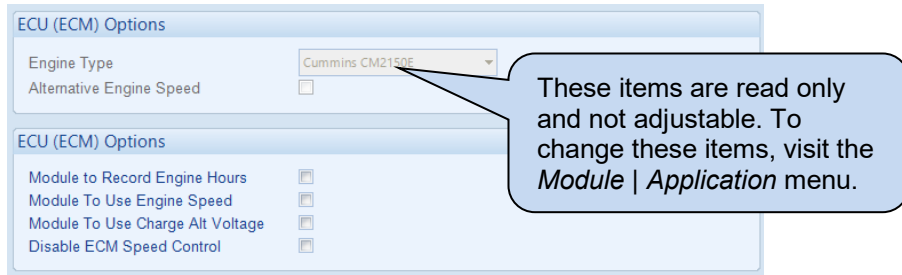 ECU (ECM) Options
Engine Type
Cummins CM2150E
Alternative Engine Speed
These items are read only
and not adjustable. To
change these items, visit the
Module | Application menu.
ECU (ECM) Options
Module to Record Engine Hours
Module To Use Engine Speed
Module To Use Charge Alt Voltage
Disable ECM Speed Control